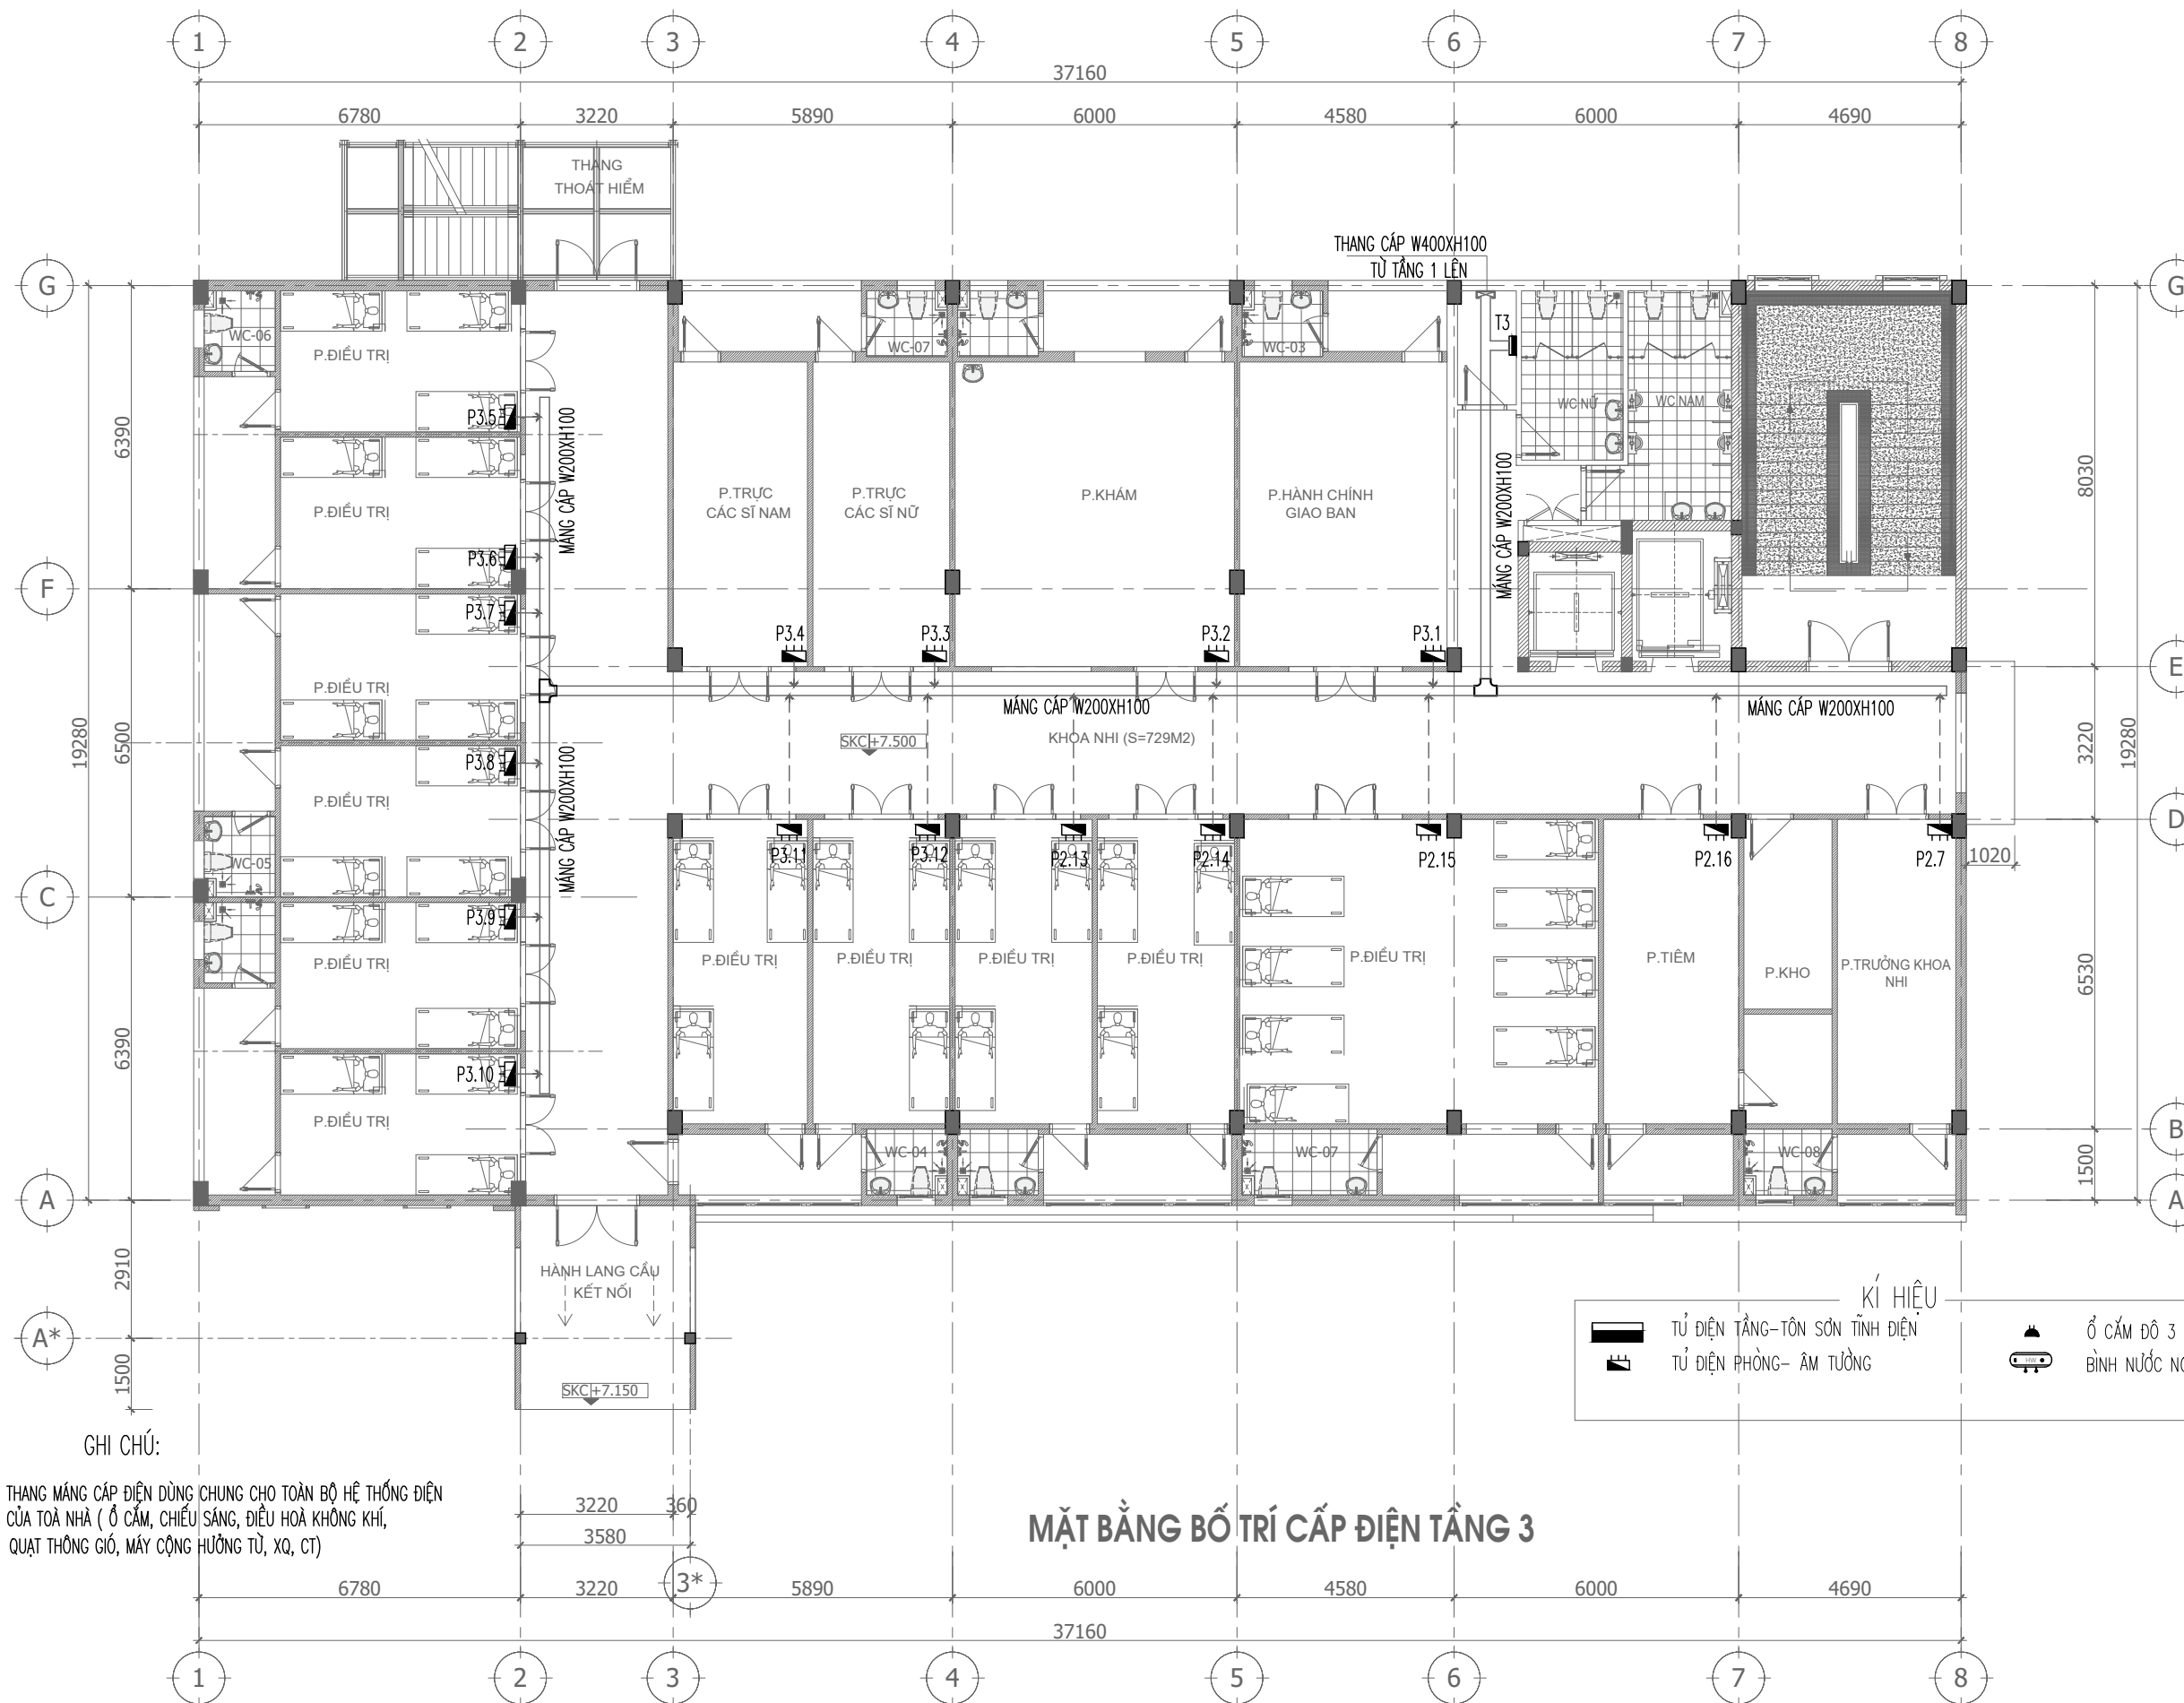 1 2 3 4 5 6 7 8
37160
6780 3220 5890 6000 4580 6000 4690
THANG
THOÁT HIỂM
THANG CÁP W400XH100
TỪ TẦNG 1 LÊN
G G
T3
WC-06
WC-07
WC-03
P.ĐIỀU TRỊ
WC NỮ
WC NAM
P3.5
MÁNG CÁP W200XH100
6390
8030
P.TRỰC
CÁC SĨ NAM
P.TRỰC
CÁC SĨ NỮ
P.KHÁM
P.HÀNH CHÍNH
GIAO BAN
MÁNG CÁP W200XH100
P.ĐIỀU TRỊ
P3.6
F
P3.7
P3.4
P3.3
P3.2
P3.1
E
P.ĐIỀU TRỊ
MÁNG CÁP W200XH100
MÁNG CÁP W200XH100
19280
6500
SKC+7.500
KHOA NHI (S=729M2)
3220
19280
P3.8
MÁNG CÁP W200XH100
P.ĐIỀU TRỊ
D
P3.11
P3.12
P2.13
P2.14
P2.15
P2.16
P2.7
1020
WC-05
C
P3.9
P.ĐIỀU TRỊ
P.ĐIỀU TRỊ
P.ĐIỀU TRỊ
P.ĐIỀU TRỊ
P.ĐIỀU TRỊ
P.ĐIỀU TRỊ
P.TIÊM
P.KHO
P.TRƯỞNG KHOA
NHI
6530
6390
P3.10
P.ĐIỀU TRỊ
B
WC-04
WC-07
WC-08
1500
A A
2910
HÀNH LANG CẦU
KẾT NỐI
A*
1500
SKC+7.150
KÍ HIỆU
TỦ ĐIỆN TẦNG-TÔN SƠN TĨNH ĐIỆN
Ổ CẮM ĐÔ 3
TỦ ĐIỆN PHÒNG- ÂM TƯỜNG
HW
BÌNH NƯỚC
GHI CHÚ:
THANG MÁNG CÁP ĐIỆN DÙNG CHUNG CHO TOÀN BỘ HỆ THỐNG ĐIỆN
CỦA TOÀ NHÀ ( Ổ CẮM, CHIẾU SÁNG, ĐIỀU HOÀ KHÔNG KHÍ,
QUẠT THÔNG GIÓ, MÁY CỘNG HƯỞNG TỪ, XQ, CT)
3220 360
3580
MẶT BẰNG BỐ TRÍ CẤP ĐIỆN TẦNG 3
3*
6780 3220 5890 6000 4580 6000 4690
37160
1 2 3 4 5 6 7 8